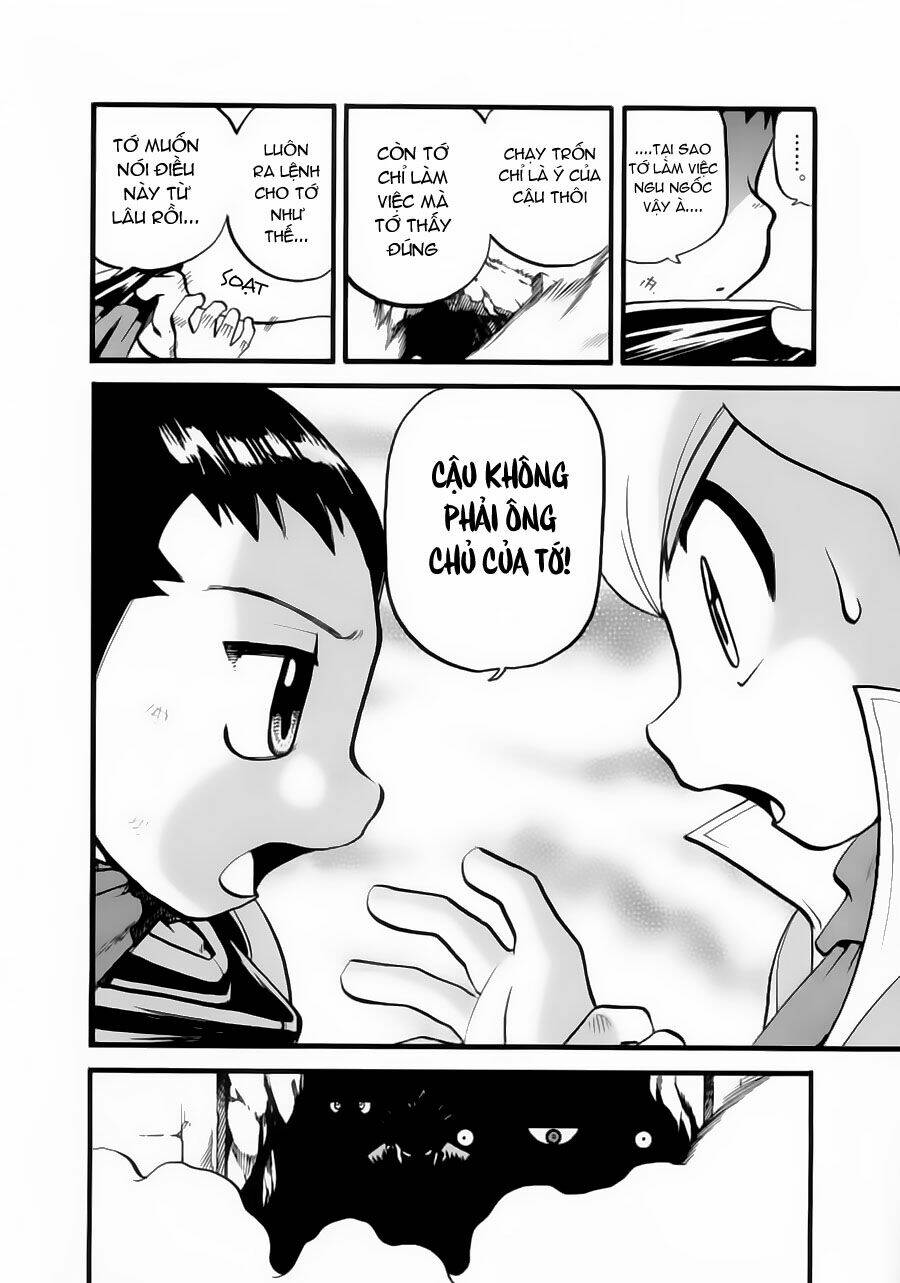 .......。
....TẠI SAO
TỚ LÀM VIỆC
NGU NGỐC
VẬY À....
CHẠY TRỐN
CHỈ LÀ Ý CỦA
CẬU THÔI
CÒN TỚ
CHỈ LÀM
VIỆC MÀ
TỚ THẤY
ĐÚNG
LUÔN
RA LỆNH
CHO TỚ
NHƯ
THẾ...
TỚ MUỐN
NÓI ĐIỀU
NÀY TỪ
LÂU RỒI...
SOẠT
CẬU KHÔNG
PHẢI ÔNG
CHỦ CỦA TỚ!